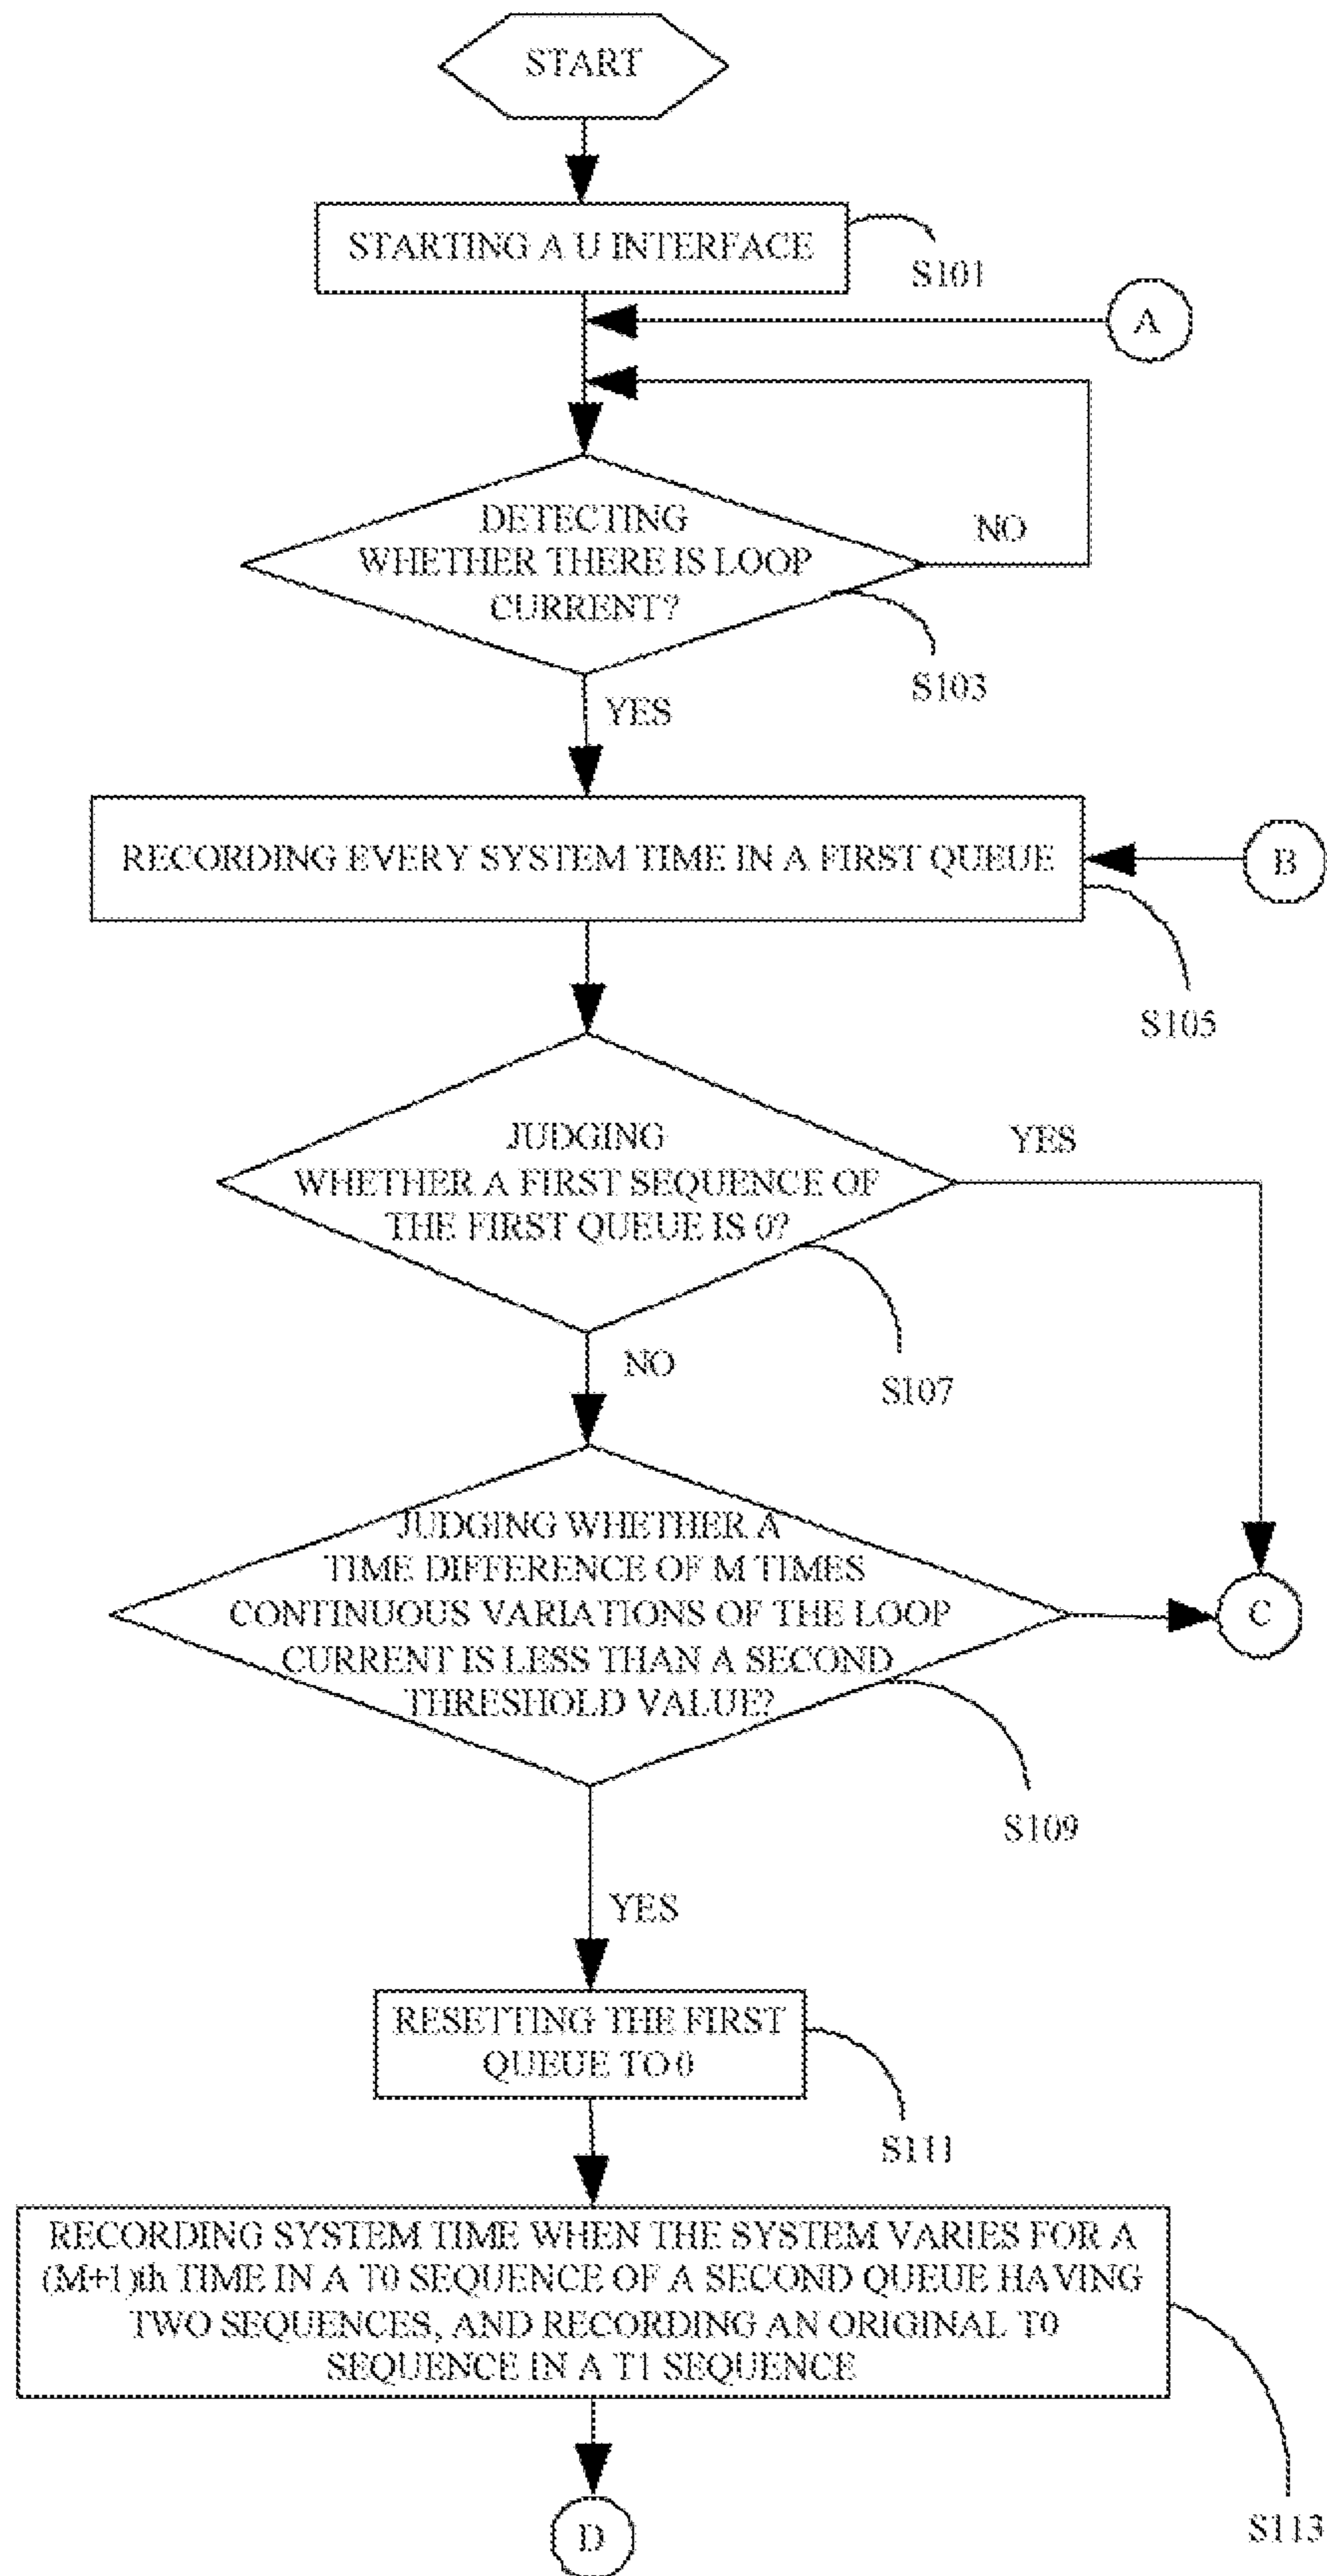 START
STARTING A U INTERFACE
S101
A
DETECTING
WHETHER THERE IS LOOP
CURRENT?
NO
S103
YES
RECORDING EVERY SYSTEM TIME IN A FIRST QUEUE
B
S105
JUDGING
WHETHER A FIRST SEQUENCE OF
THE FIRST QUEUE IS 0?
YES
NO
S107
JUDGING WHETHER A
TIME DIFFERENCE OF M TIMES
CONTINUOUS VARIATIONS OF THE LOOP
CURRENT IS LESS THAN A SECOND
THRESHOLD VALUE?
C
S109
YES
RESETTING THE FIRST
QUEUE TO 0
S111
RECORDING SYSTEM TIME WHEN THE SYSTEM VARIES FOR A
(M+1)th TIME IN A T0 SEQUENCE OF A SECOND QUEUE HAVING
TWO SEQUENCES, AND RECORDING AN ORIGINAL T0
SEQUENCE IN A T1 SEQUENCE
S113
D